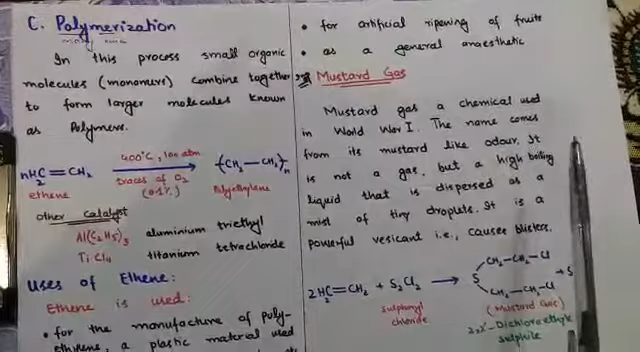 C. Polymerization
many une
In this process small organic
molecules (monomers) combine together
to form larger molecules known
as Polymers.
nH₂C=CH₂ 400°C, 100 atm → traces of O₂ (0.1%) {CH₂—CH₂}ₙ
ethene Polyethylene
other catalyst
Al(C₂H₅)₃ aluminium triethyl
TiCl₄ titanium tetrachloride
Uses of Ethene:
Ethene is used:
• for the manufacture of poly-
ethylene, a plastic material used
• for artificial ripening of fruits
• as a general anaesthetic
Mustard Gas
Mustard gas a chemical used
in World War I. The name comes
from its mustard like odour. It
is not a gas, but a high boiling
liquid that is dispersed as a
mist of tiny droplets. It is a
powerful vesicant i.e., causes blisters.
2H₂C=CH₂ + S₂Cl₂ → S CH₂—CH₂—Cl CH₂—CH₂—Cl + S
sulphuryl (Mustard Gas)
chloride 2,2'-Dichloroethyl
sulphide